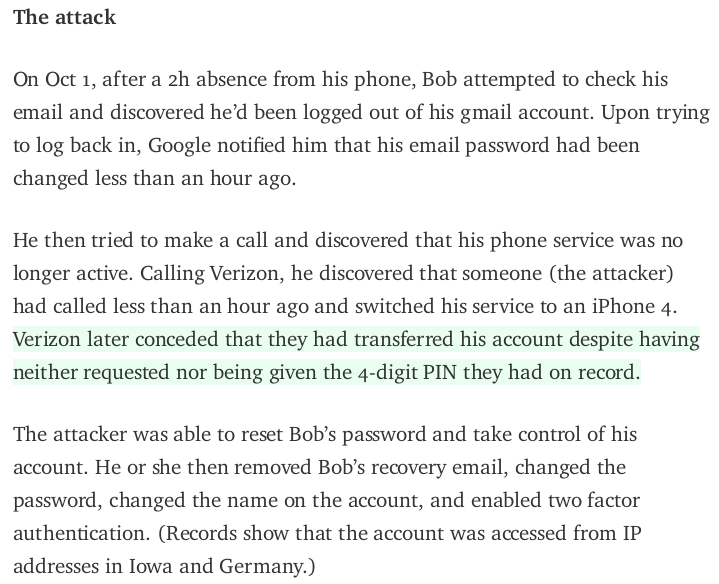 The attack
On Oct 1, after a 2h absence from his phone, Bob attempted to check his
email and discovered he’d been logged out of his gmail account. Upon trying
to log back in, Google notified him that his email password had been
changed less than an hour ago.
He then tried to make a call and discovered that his phone service was no
longer active. Calling Verizon, he discovered that someone (the attacker)
had called less than an hour ago and switched his service to an iPhone 4.
Verizon later conceded that they had transferred his account despite having
neither requested nor being given the 4-digit PIN they had on record.
The attacker was able to reset Bob’s password and take control of his
account. He or she then removed Bob’s recovery email, changed the
password, changed the name on the account, and enabled two factor
authentication. (Records show that the account was accessed from IP
addresses in Iowa and Germany.)